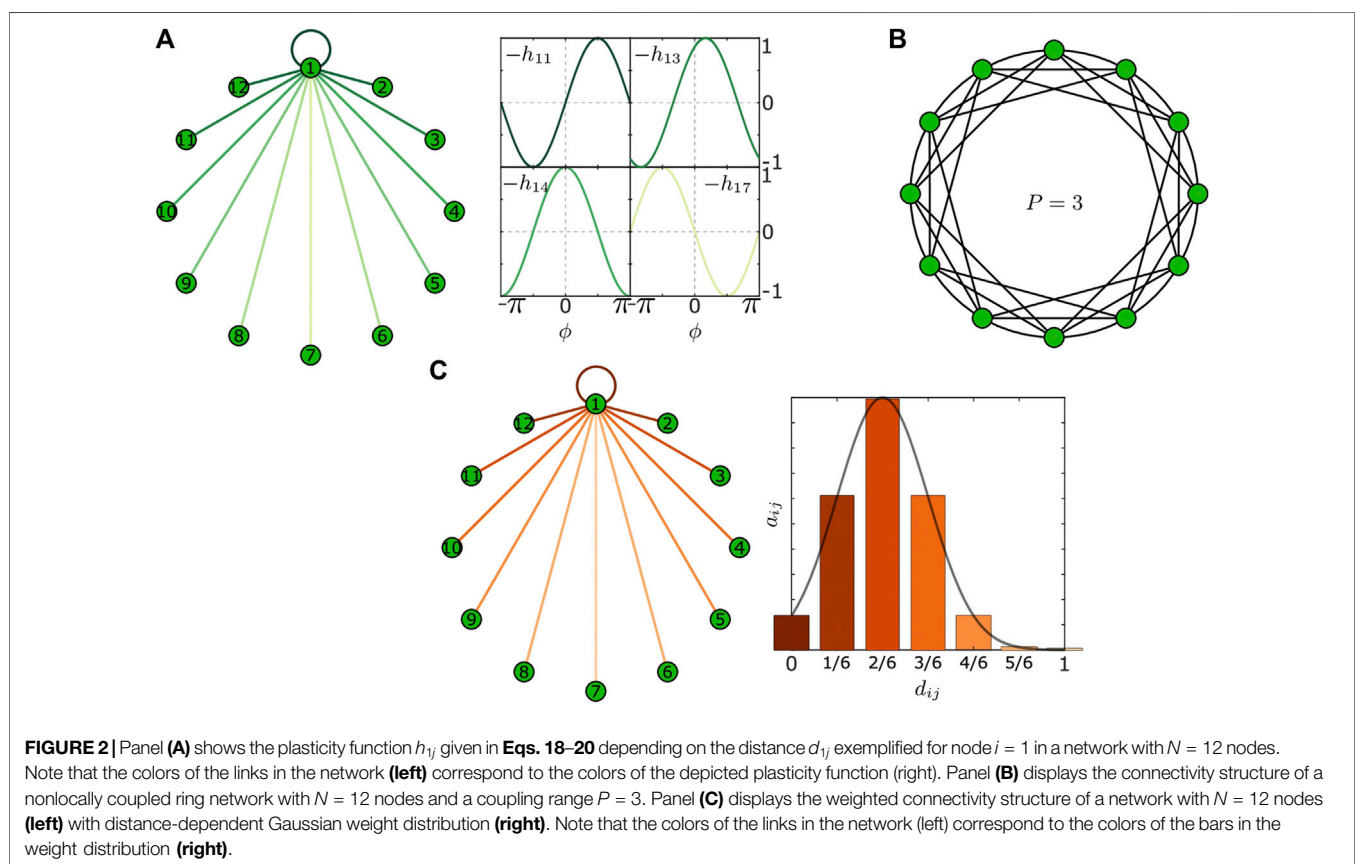 A
1
2
3
4
5
6
7
8
9
10
11
12
−h11
−h13
−h14
−h17
1
0
-1
1
0
-1
-π
0
π
-π
0
π
ϕ
ϕ
B
P = 3
C
1
2
3
4
5
6
7
8
9
10
11
12
aij
0
1/6
2/6
3/6
4/6
5/6
1
dij
FIGURE 2 | Panel (A) shows the plasticity function h1j given in Eqs. 18–20 depending on the distance d1j exemplified for node i = 1 in a network with N = 12 nodes.
Note that the colors of the links in the network (left) correspond to the colors of the depicted plasticity function (right). Panel (B) displays the connectivity structure of a
nonlocally coupled ring network with N = 12 nodes and a coupling range P = 3. Panel (C) displays the weighted connectivity structure of a network with N = 12 nodes
(left) with distance-dependent Gaussian weight distribution (right). Note that the colors of the links in the network (left) correspond to the colors of the bars in the
weight distribution (right).